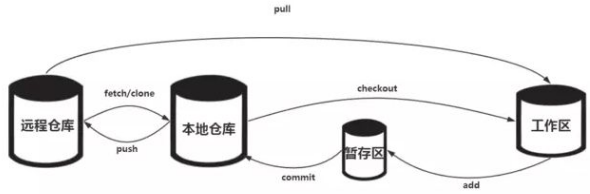 pull
fetch/clone
checkout
远程仓库
本地仓库
工作区
push
暂存区
commit
add